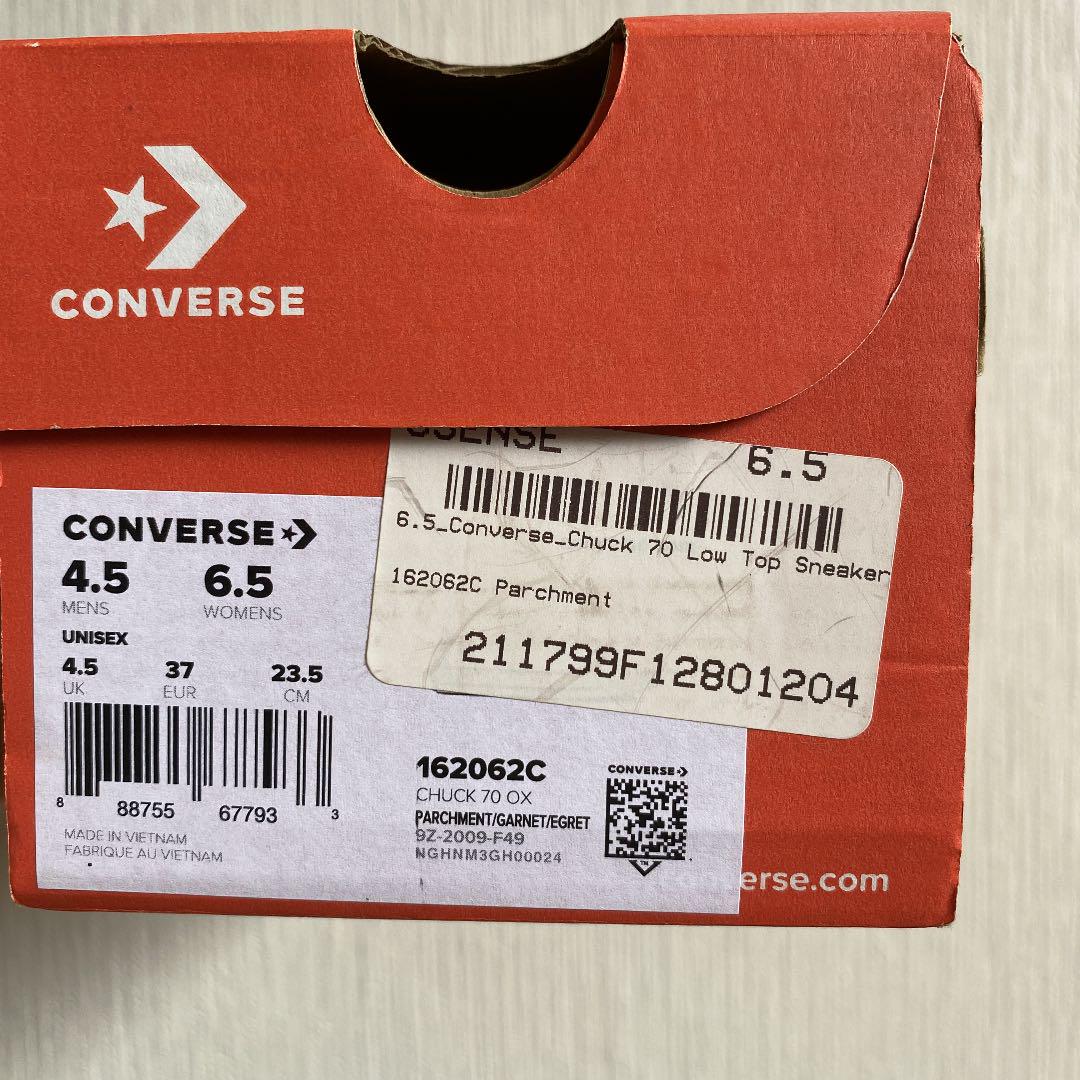 CONVERSE
SSENSE
6.5
6.5_Converse_Chuck 70 Low Top Sneaker
162062C Parchment
211799F12801204
CONVERSE
4.5 6.5
MENS WOMENS
UNISEX
4.5 37 23.5
UK EUR CM
8 88755 67793 3
MADE IN VIETNAM
FABRIQUE AU VIETNAM
162062C
CHUCK 70 OX
PARCHMENT/GARNET/EGRET
9Z-2009-F49
NGHNM3GH00024
CONVERSE
TM
erse.com